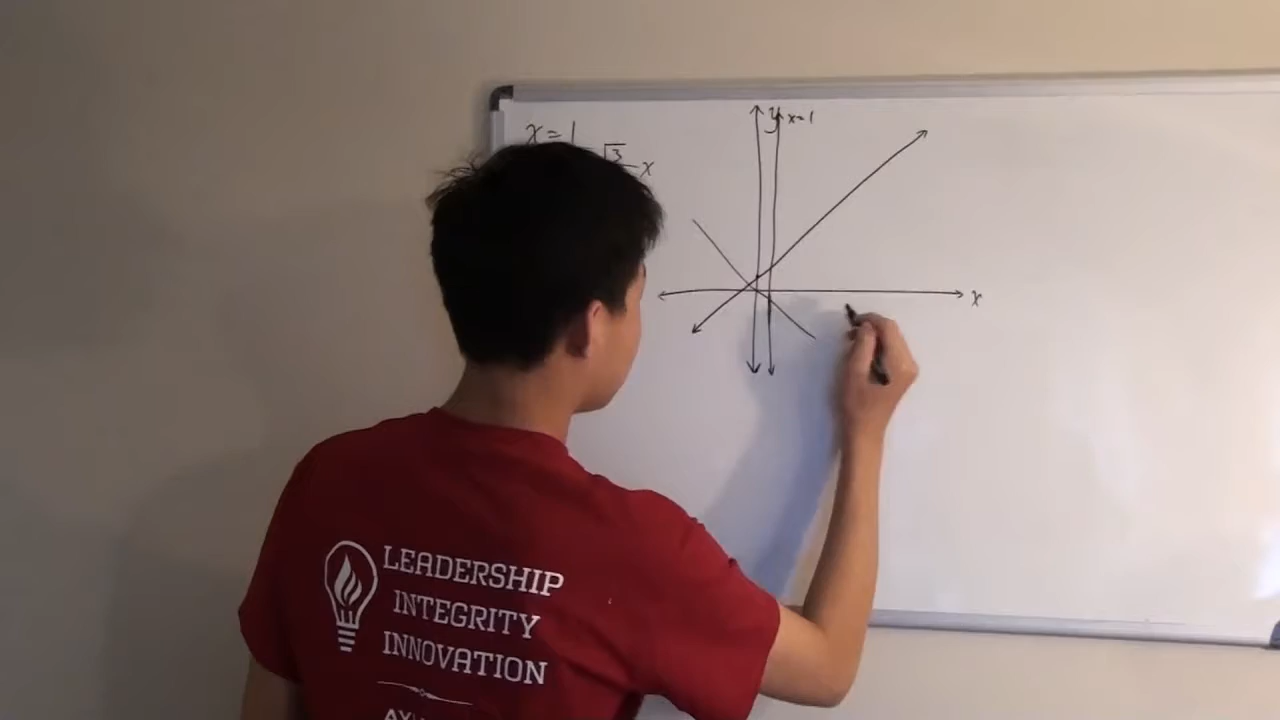 x = 1
√3 x
y
x=1
x
LEADERSHIP
INTEGRITY
INNOVATION